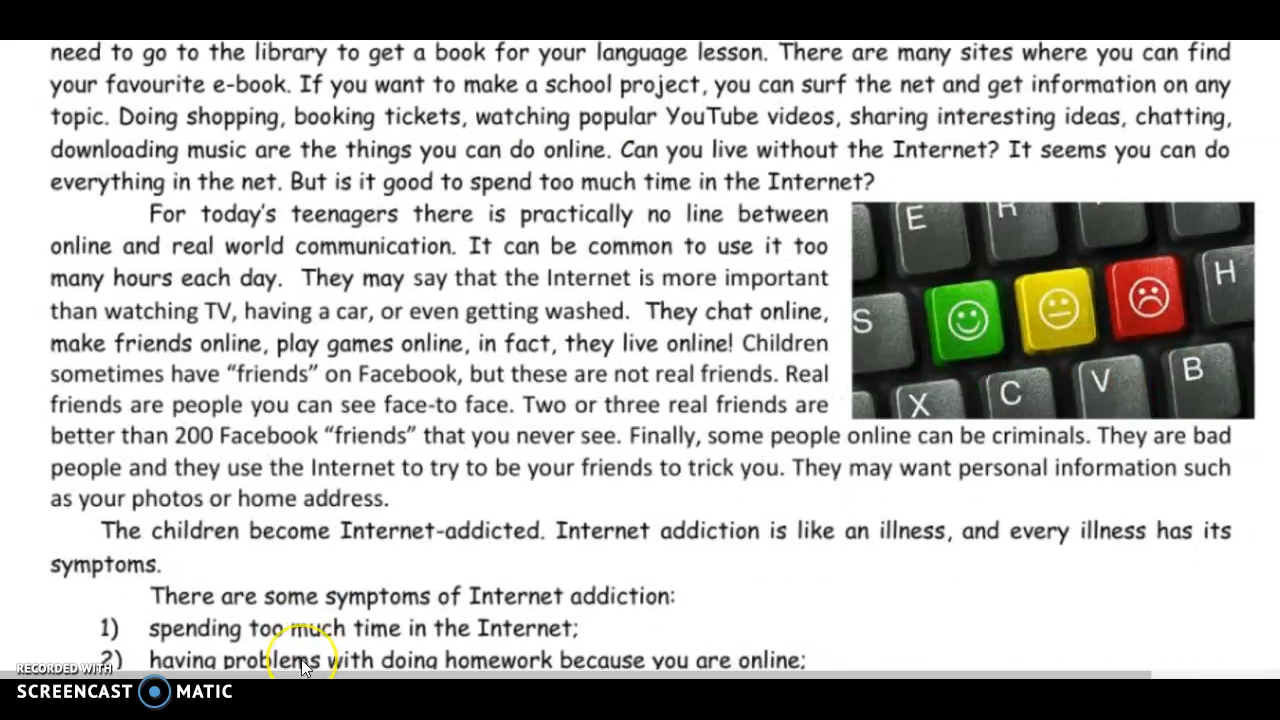 need to go to the library to get a book for your language lesson. There are many sites where you can find
your favourite e-book. If you want to make a school project, you can surf the net and get information on any
topic. Doing shopping, booking tickets, watching popular YouTube videos, sharing interesting ideas, chatting,
downloading music are the things you can do online. Can you live without the Internet? It seems you can do
everything in the net. But is it good to spend too much time in the Internet?
For today's teenagers there is practically no line between
online and real world communication. It can be common to use it too
many hours each day. They may say that the Internet is more important
than watching TV, having a car, or even getting washed. They chat online,
make friends online, play games online, in fact, they live online! Children
sometimes have “friends” on Facebook, but these are not real friends. Real
friends are people you can see face-to face. Two or three real friends are
better than 200 Facebook “friends” that you never see. Finally, some people online can be criminals. They are bad
people and they use the Internet to try to be your friends to trick you. They may want personal information such
as your photos or home address.
The children become Internet-addicted. Internet addiction is like an illness, and every illness has its
symptoms.
There are some symptoms of Internet addiction:
1) spending too much time in the Internet;
2) having problems with doing homework because you are online;
E R
S H
X C V B
RECORDED WITH
SCREENCAST MATIC